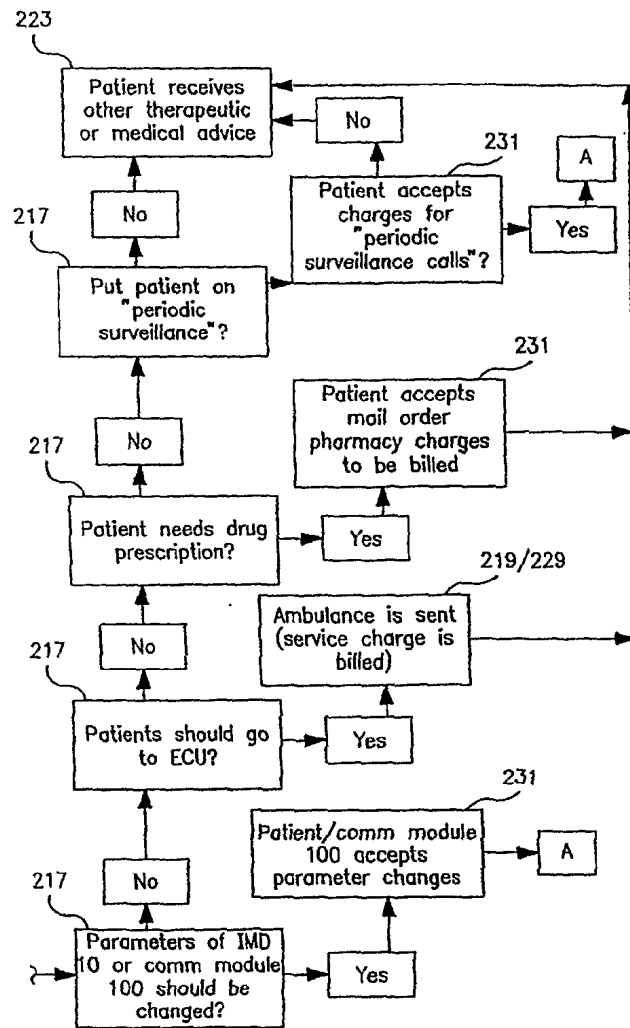 223
Patient receives
other therapeutic
or medical advice
No
231
A
No
217
Patient accepts
charges for
"periodic
surveillance calls"?
Yes
Put patient on
"periodic
surveillance"?
231
No
Patient accepts
mail order
pharmacy charges
to be billed
217
Patient needs drug
prescription?
Yes
219/229
No
Ambulance is sent
(service charge is
billed)
217
Patients should go
to ECU?
Yes
231
No
Patient/comm module
100 accepts
parameter changes
A
217
Parameters of IMD
10 or comm module
100 should be
changed?
Yes